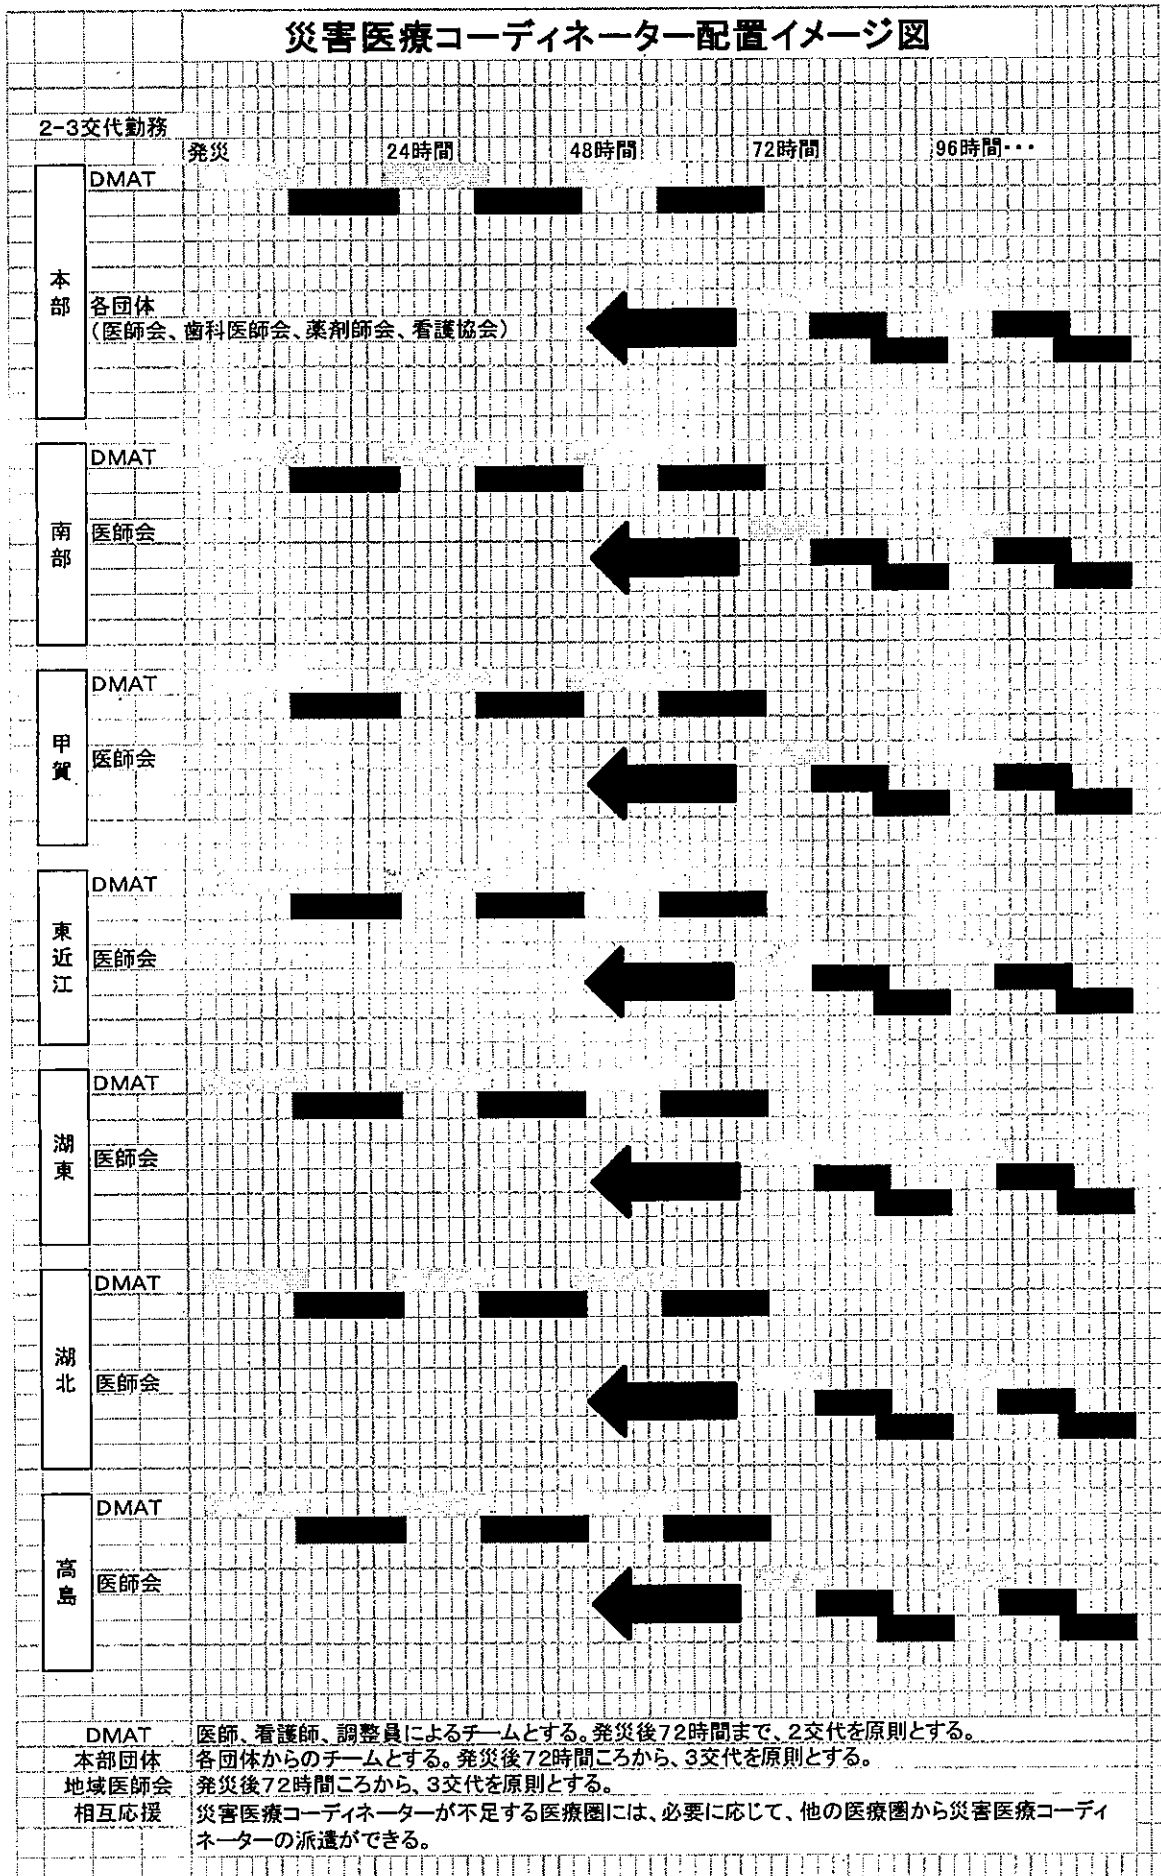 災害医療コーディネーター配置イメージ図
2-3交代勤務
発災 24時間 48時間 72時間 96時間・・・
本部
DMAT
各団体
（医師会、歯科医師会、薬剤師会、看護協会）
南部
DMAT
医師会
甲賀
DMAT
医師会
東近江
DMAT
医師会
湖東
DMAT
医師会
湖北
DMAT
医師会
高島
DMAT
医師会
DMAT 医師、看護師、調整員によるチームとする。発災後72時間まで、2交代を原則とする。
本部団体 各団体からのチームとする。発災後72時間ころから、3交代を原則とする。
地域医師会 発災後72時間ころから、3交代を原則とする。
相互応援 災害医療コーディネーターが不足する医療圏には、必要に応じて、他の医療圏から災害医療コーディ
ネーターの派遣ができる。